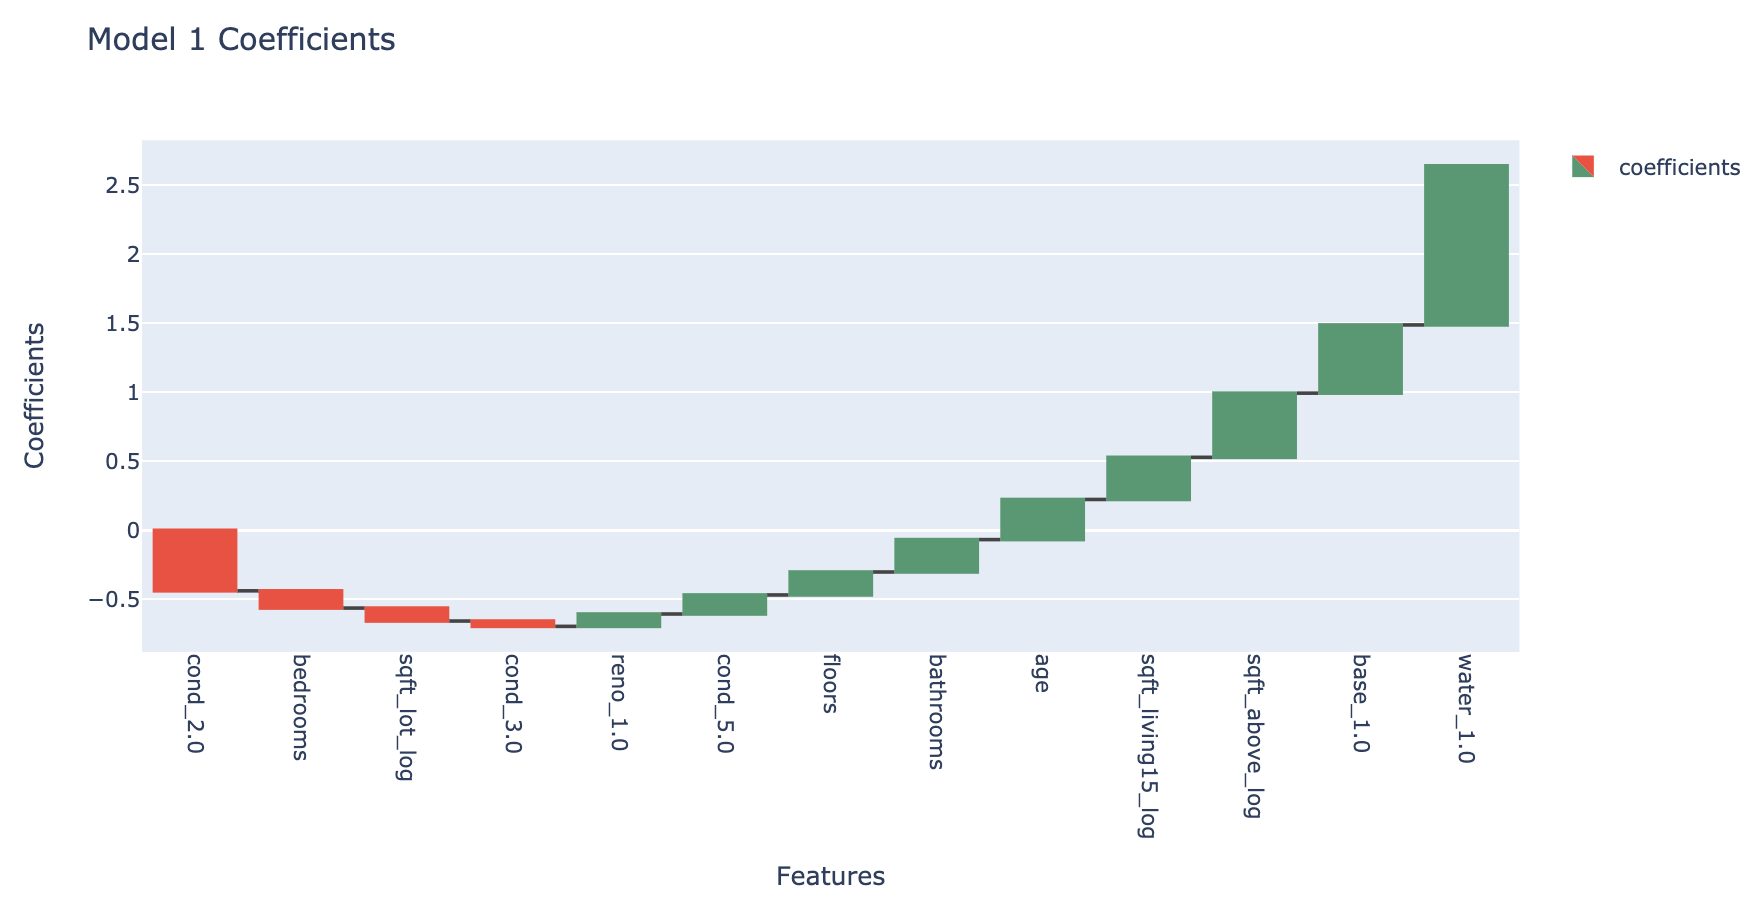 Model 1 Coefficients
coefficients
Coefficients
2.5
2
1.5
1
0.5
0
−0.5
cond_2.0
bedrooms
sqft_lot_log
cond_3.0
reno_1.0
cond_5.0
floors
bathrooms
age
sqft_living15_log
sqft_above_log
base_1.0
water_1.0
Features